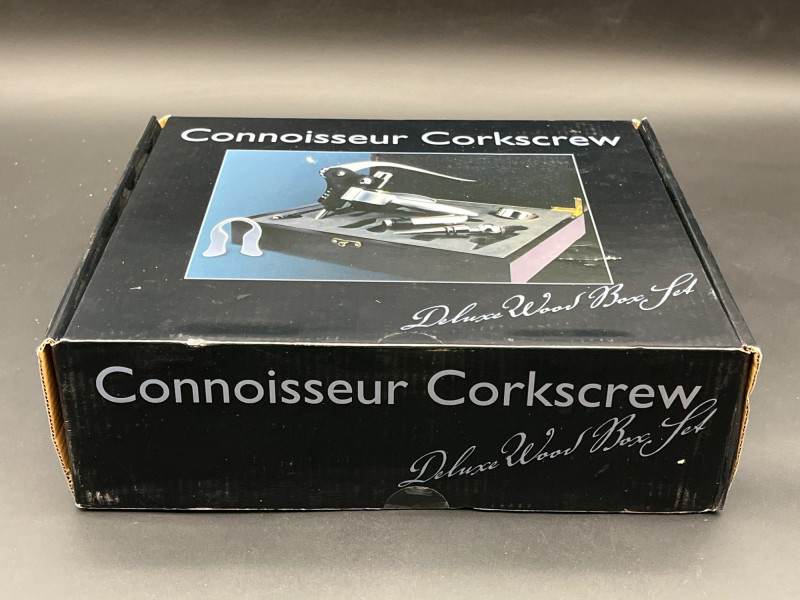 Connoisseur Corkscrew
Deluxe Wood Box Set
Connoisseur Corkscrew
Deluxe Wood Box Set